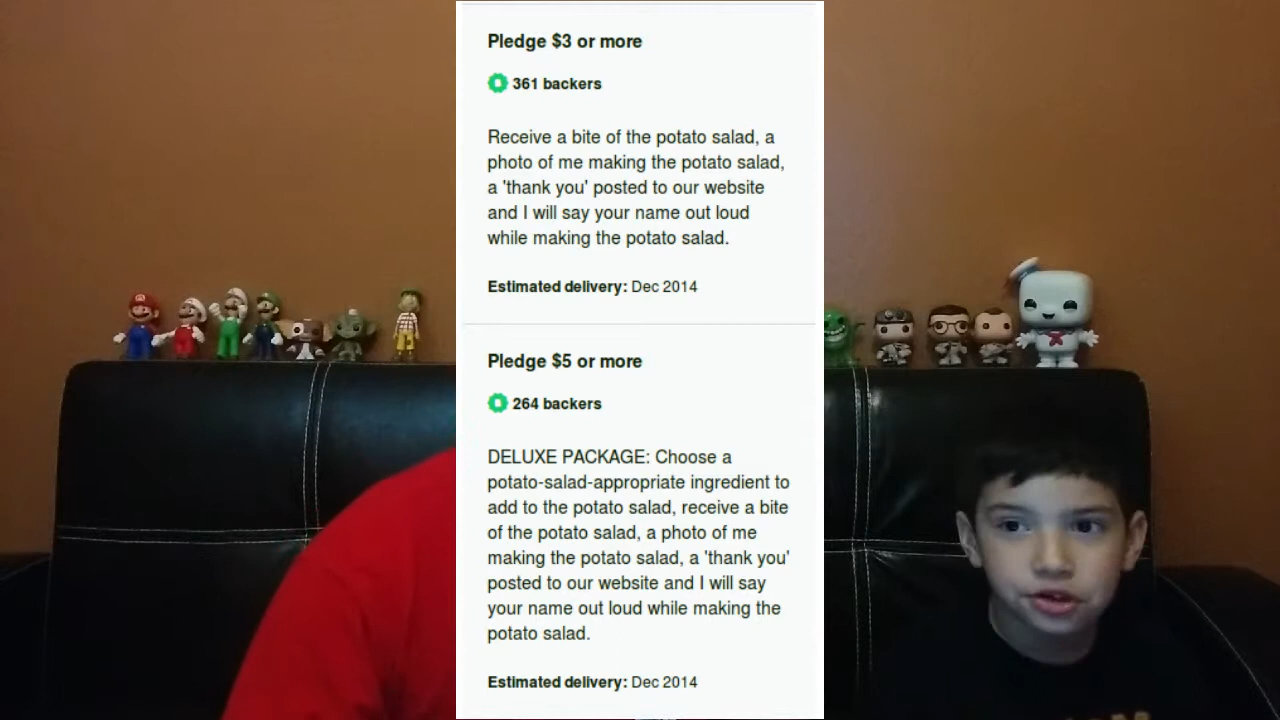 Pledge $3 or more
361 backers
Receive a bite of the potato salad, a
photo of me making the potato salad,
a 'thank you' posted to our website
and I will say your name out loud
while making the potato salad.
Estimated delivery: Dec 2014
Pledge $5 or more
264 backers
DELUXE PACKAGE: Choose a
potato-salad-appropriate ingredient to
add to the potato salad, receive a bite
of the potato salad, a photo of me
making the potato salad, a 'thank you'
posted to our website and I will say
your name out loud while making the
potato salad.
Estimated delivery: Dec 2014